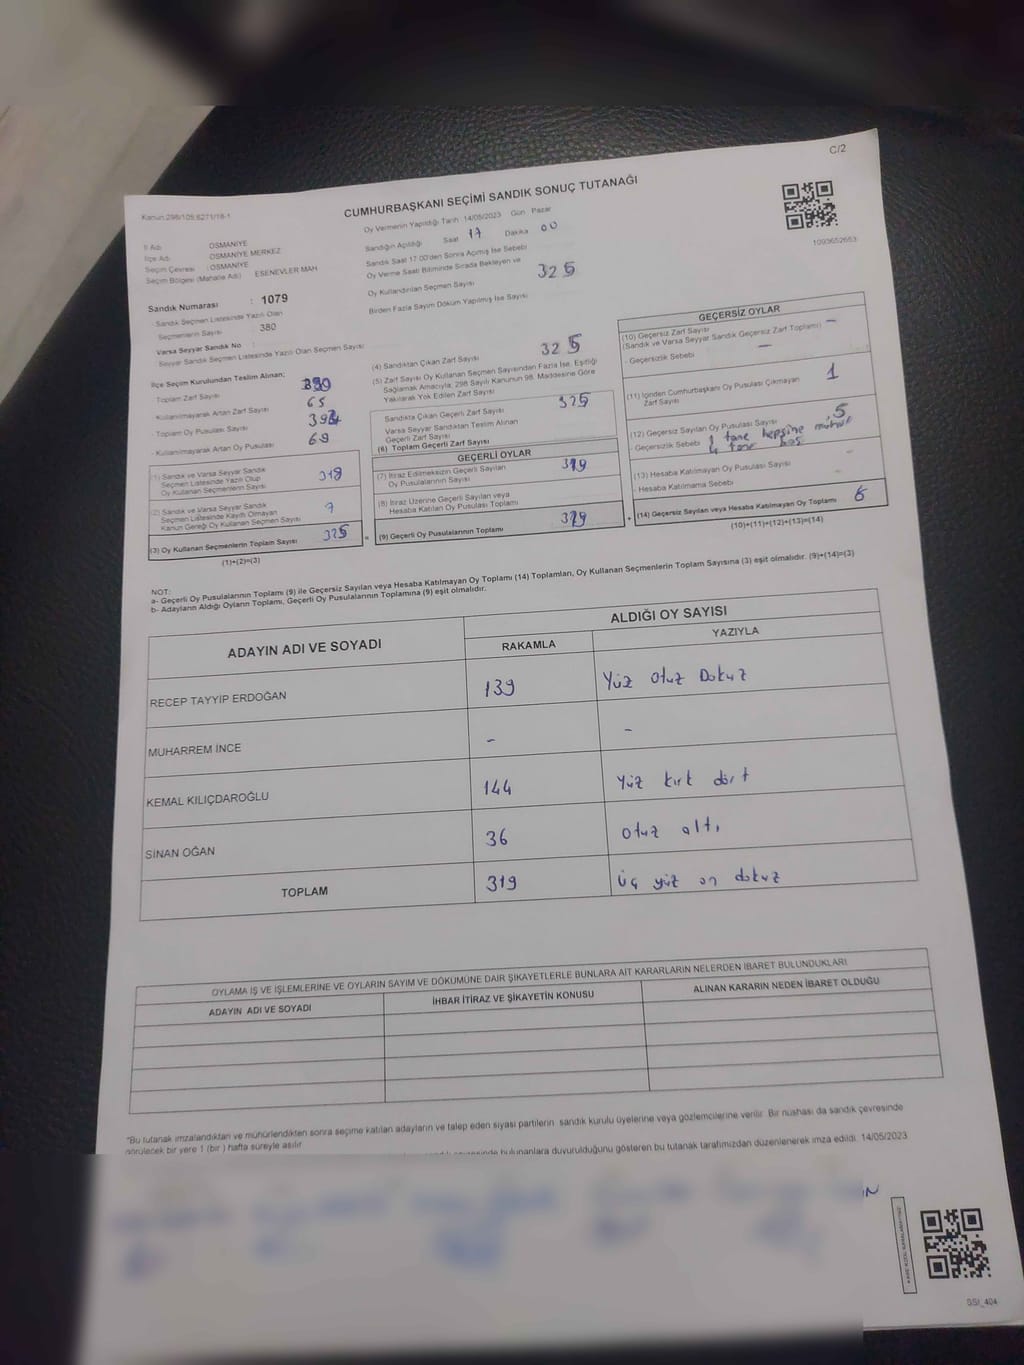 C/2
Kanun:298/105.6271/16-1
CUMHURBAŞKANI SEÇİMİ SANDIK SONUÇ TUTANAĞI
1093652653
İl Adı : OSMANİYE
İlçe Adı : OSMANİYE MERKEZ
Seçim Çevresi : OSMANİYE
Seçim Bölgesi (Mahalle Adı) ESENEVLER MAH
Sandık Numarası : 1079
Sandık Seçmen Listesinde Yazılı Olan
Seçmenlerin Sayısı : 380
Varsa Seyyar Sandık No :
Seyyar Sandık Seçmen Listesinde Yazılı Olan Seçmen Sayısı
Oy Vermenin Yapıldığı Tarih :14/05/2023 Gün : Pazar
Sandığın Açıldığı Saat 17 Dakika 00
Sandık Saat 17.00'den Sonra Açılmış İse Sebebi
Oy Verme Saati Bitiminde Sırada Bekleyen ve
Oy Kullandırılan Seçmen Sayısı 325
Birden Fazla Sayım Döküm Yapılmış İse Sayısı
İlçe Seçim Kurulundan Teslim Alınan;
Toplam Zarf Sayısı
Kullanılmayarak Artan Zarf Sayısı 65
Toplam Oy Pusulası Sayısı
Kullanılmayarak Artan Oy Pusulası 69
(1) Sandık ve Varsa Seyyar Sandık
Seçmen Listesinde Yazılı Olup
Oy Kullanan Seçmenlerin Sayısı 318
(2) Sandık ve Varsa Seyyar Sandık
Seçmen Listesinde Kayıtlı Olmayan
Kanun Gereği Oy Kullanan Seçmen Sayısı 7
(3) Oy Kullanan Seçmenlerin Toplam Sayısı 325 =
(1)+(2)=(3)
(4) Sandıktan Çıkan Zarf Sayısı 325
(5) Zarf Sayısı Oy Kullanan Seçmen Sayısından Fazla İse, Eşitliği
Sağlamak Amacıyla, 298 Sayılı Kanunun 98. Maddesine Göre
Yakılarak Yok Edilen Zarf Sayısı
Sandıkta Çıkan Geçerli Zarf Sayısı 325
Varsa Seyyar Sandıktan Teslim Alınan
Geçerli Zarf Sayısı
(6) Toplam Geçerli Zarf Sayısı
GEÇERLİ OYLAR
(7) İtiraz Edilmeksizin Geçerli Sayılan
Oy Pusulalarının Sayısı 319
(8) İtiraz Üzerine Geçerli Sayılan veya
Hesaba Katılan Oy Pusulası Toplamı
(9) Geçerli Oy Pusulalarının Toplamı 319 +
GEÇERSİZ OYLAR
(10) Geçersiz Zarf Sayısı
(Sandık ve Varsa Seyyar Sandık Geçersiz Zarf Toplamı) -
- Geçersizlik Sebebi -
(11) İçinden Cumhurbaşkanı Oy Pusulası Çıkmayan
Zarf Sayısı 1
(12) Geçersiz Sayılan Oy Pusulası Sayısı 5
- Geçersizlik Sebebi 1 tane hepsine mühür
4 tane boş
(13) Hesaba Katılmayan Oy Pusulası Sayısı -
- Hesaba Katılmama Sebebi -
(14) Geçersiz Sayılan veya Hesaba Katılmayan Oy Toplamı 6
(10)+(11)+(12)+(13)=(14)
NOT:
a- Geçerli Oy Pusulalarının Toplamı (9) ile Geçersiz Sayılan veya Hesaba Katılmayan Oy Toplamı (14) Toplamları, Oy Kullanan Seçmenlerin Toplam Sayısına (3) eşit olmalıdır. (9)+(14)=(3)
b- Adayların Aldığı Oyların Toplamı, Geçerli Oy Pusulalarının Toplamına (9) eşit olmalıdır.
ADAYIN ADI VE SOYADI ALDIĞI OY SAYISI
RAKAMLA YAZIYLA
RECEP TAYYİP ERDOĞAN 139 Yüz otuz Dokuz
MUHARREM İNCE - -
KEMAL KILIÇDAROĞLU 144 Yüz kırk dört
SİNAN OĞAN 36 otuz altı
TOPLAM 319 üç yüz on dokuz
OYLAMA İŞ VE İŞLEMLERİNE VE OYLARIN SAYIM VE DÖKÜMÜNE DAİR ŞİKAYETLERLE BUNLARA AİT KARARLARIN NELERDEN İBARET BULUNDUKLARI
ADAYIN ADI VE SOYADI İHBAR İTİRAZ VE ŞİKAYETİN KONUSU ALINAN KARARIN NEDEN İBARET OLDUĞU
*Bu tutanak imzalandıktan ve mühürlendikten sonra seçime katılan adayların ve talep eden siyasi partilerin sandık kurulu üyelerine veya gözlemcilerine verilir. Bir nüshası da sandık çevresinde
görülecek bir yere 1 (bir ) hafta süreyle asılır.
bulunanlara duyurulduğunu gösteren bu tutanak tarafımızdan düzenlenerek imza edildi. 14/05/2023
SSI_404